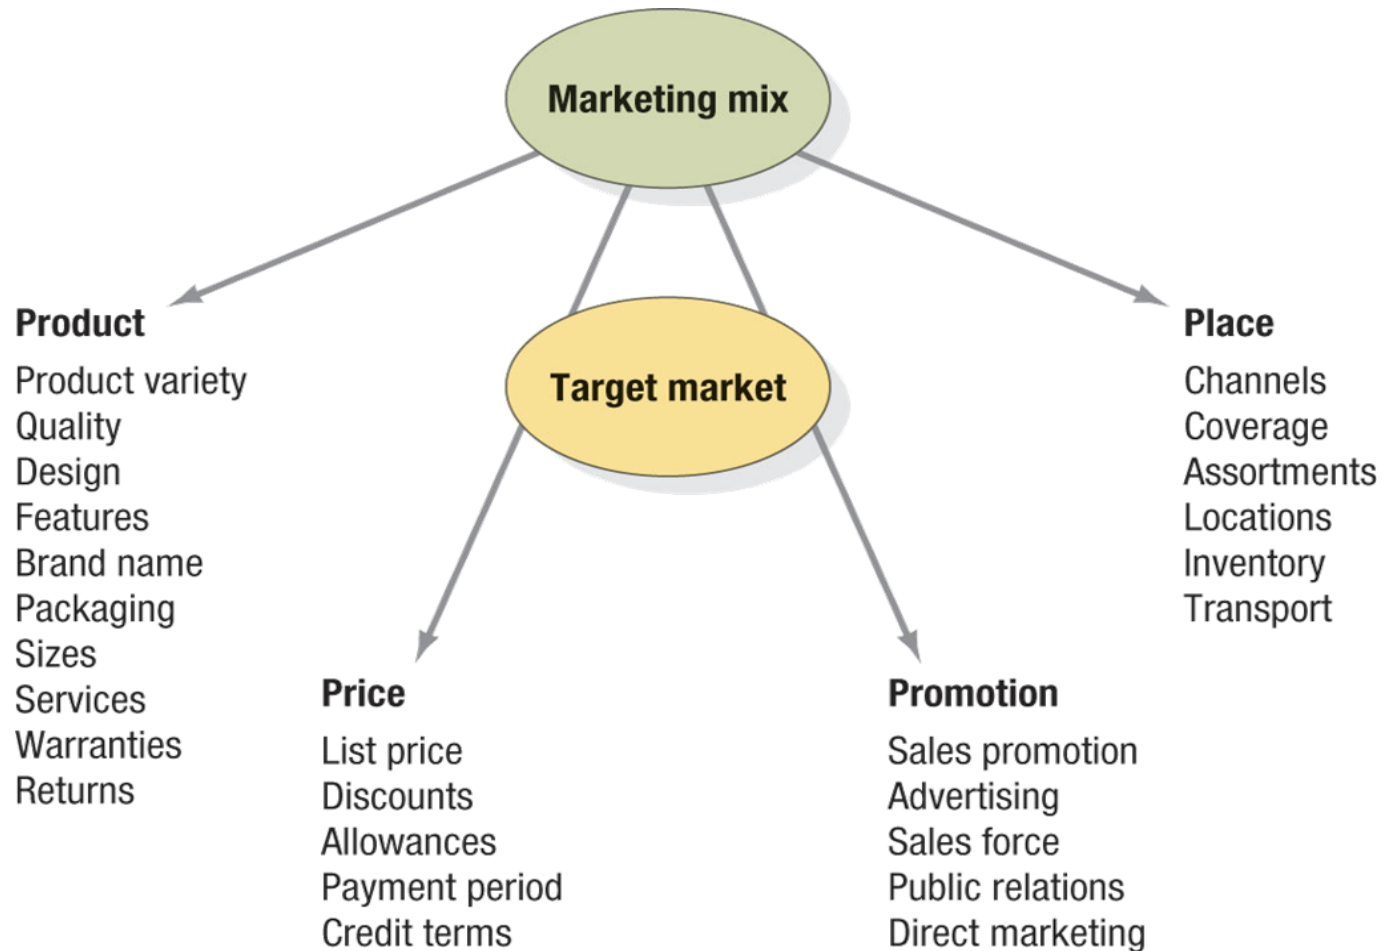 Marketing mix
Target market
Product
Product variety
Quality
Design
Features
Brand name
Packaging
Sizes
Services
Warranties
Returns
Price
List price
Discounts
Allowances
Payment period
Credit terms
Promotion
Sales promotion
Advertising
Sales force
Public relations
Direct marketing
Place
Channels
Coverage
Assortments
Locations
Inventory
Transport